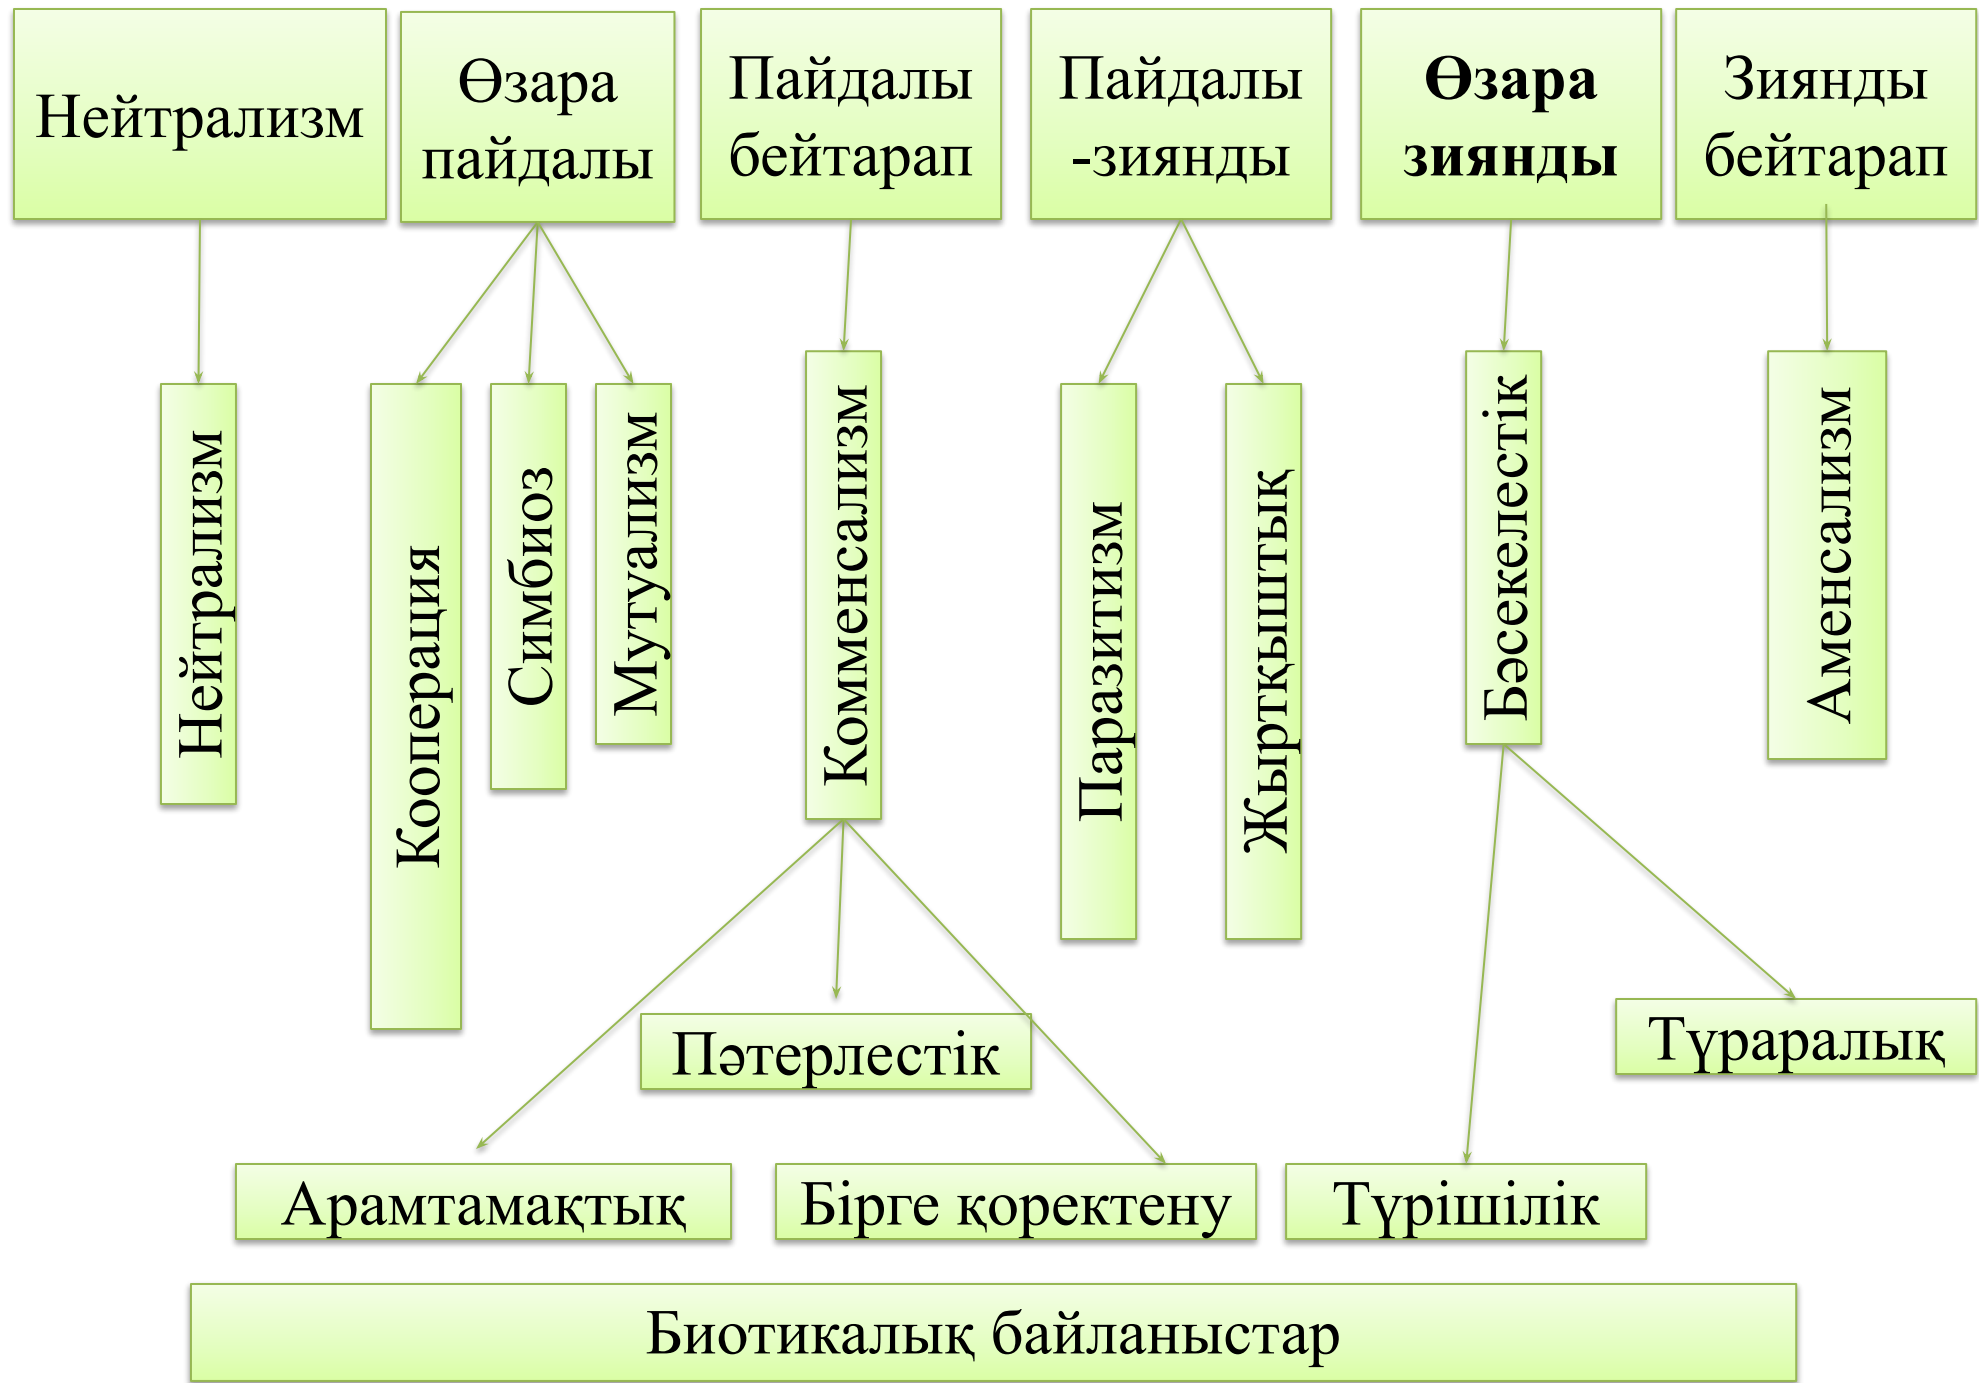 Нейтрализм
Өзара
пайдалы
Пайдалы
бейтарап
Пайдалы
-зиянды
Өзара
зиянды
Зиянды
бейтарап
Нейтрализм
Кооперация
Симбиоз
Мутуализм
Комменсализм
Паразитизм
Жыртқыштық
Бәсекелестік
Аменсализм
Пәтерлестік
Тұраралық
Арамтамақтық
Бірге қоректену
Түрішілік
Биотикалық байланыстар